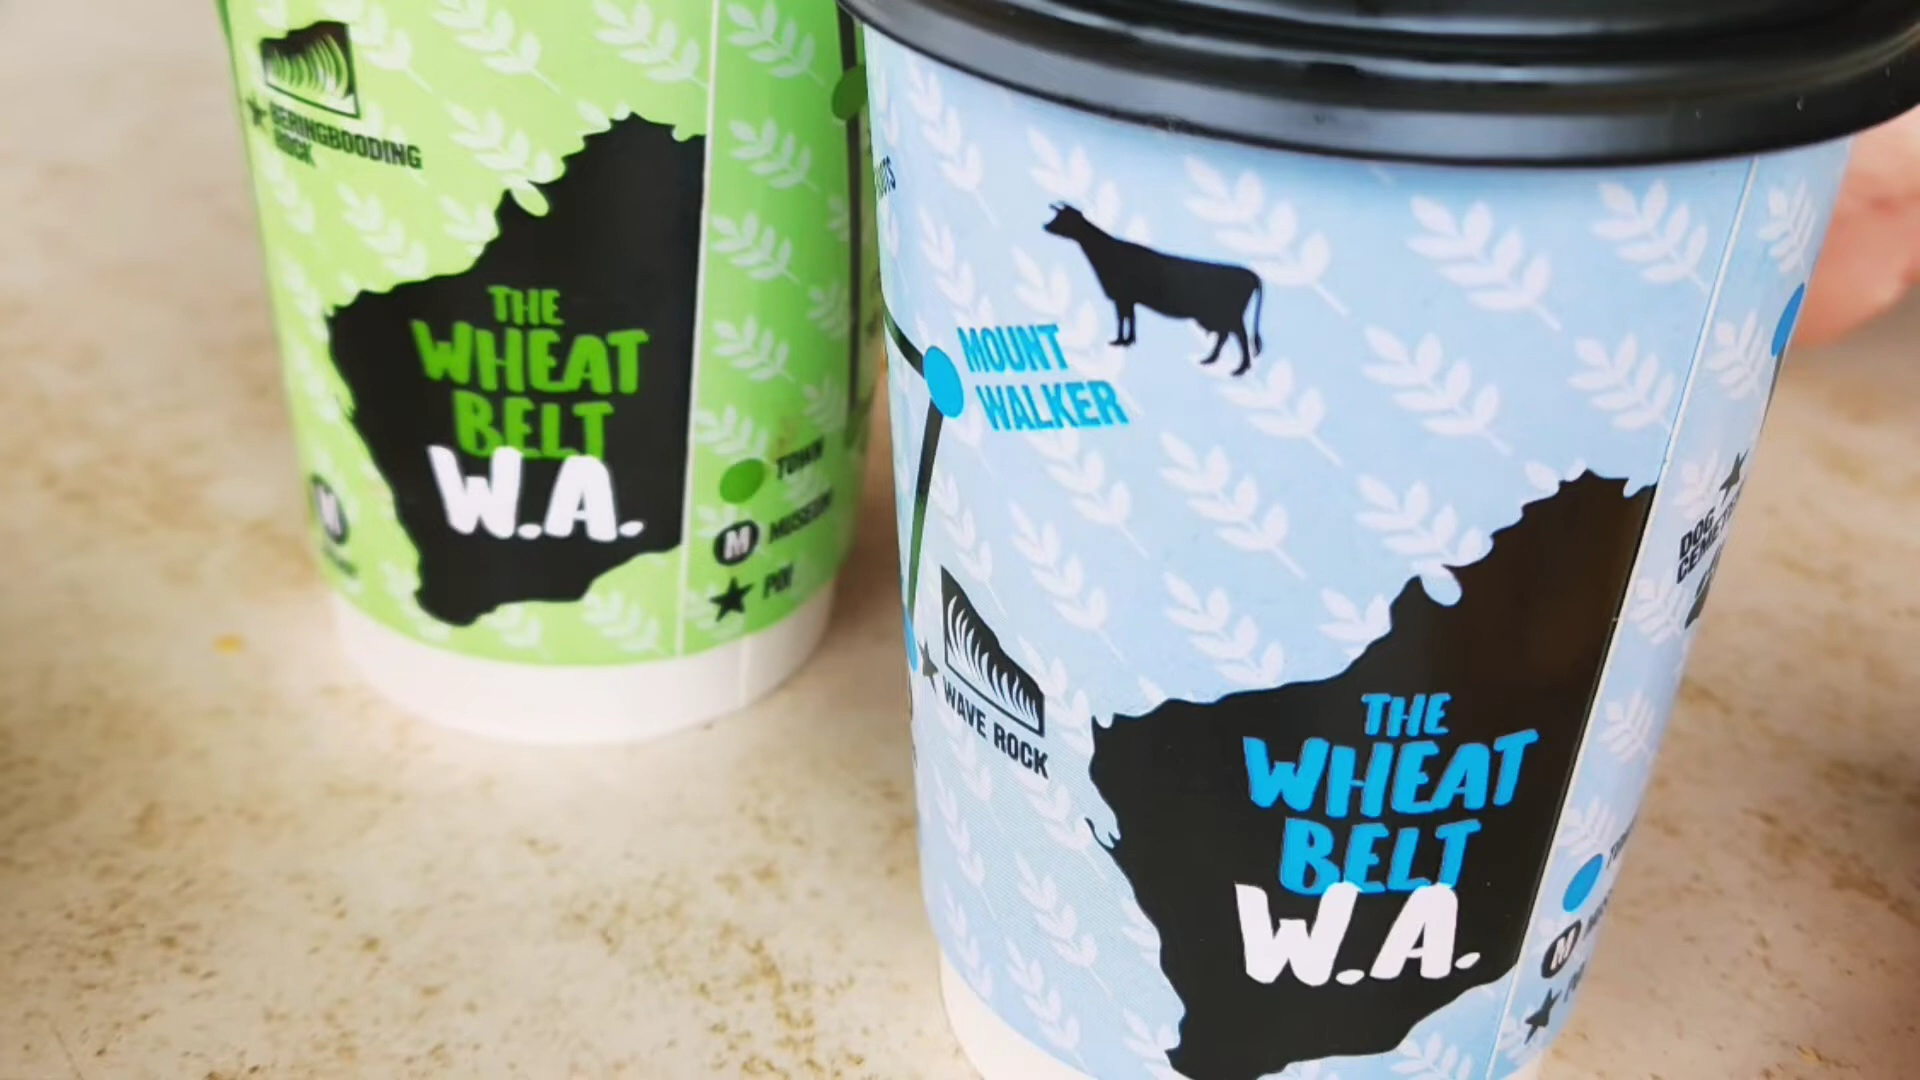 BERINGBOODING
ROCK
THE
WHEAT
BELT
W.A.
M
TOWN
M MUSEUM
POI
MOUNT
WALKER
WAVE ROCK
THE
WHEAT
BELT
W.A.
DOG
M